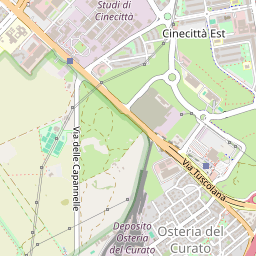 Studi di
Cinecittà
Cinecittà Est
Via delle Capannelle
Via Tuscolana
Deposito
Osteria
del Curato
Osteria del
Curato